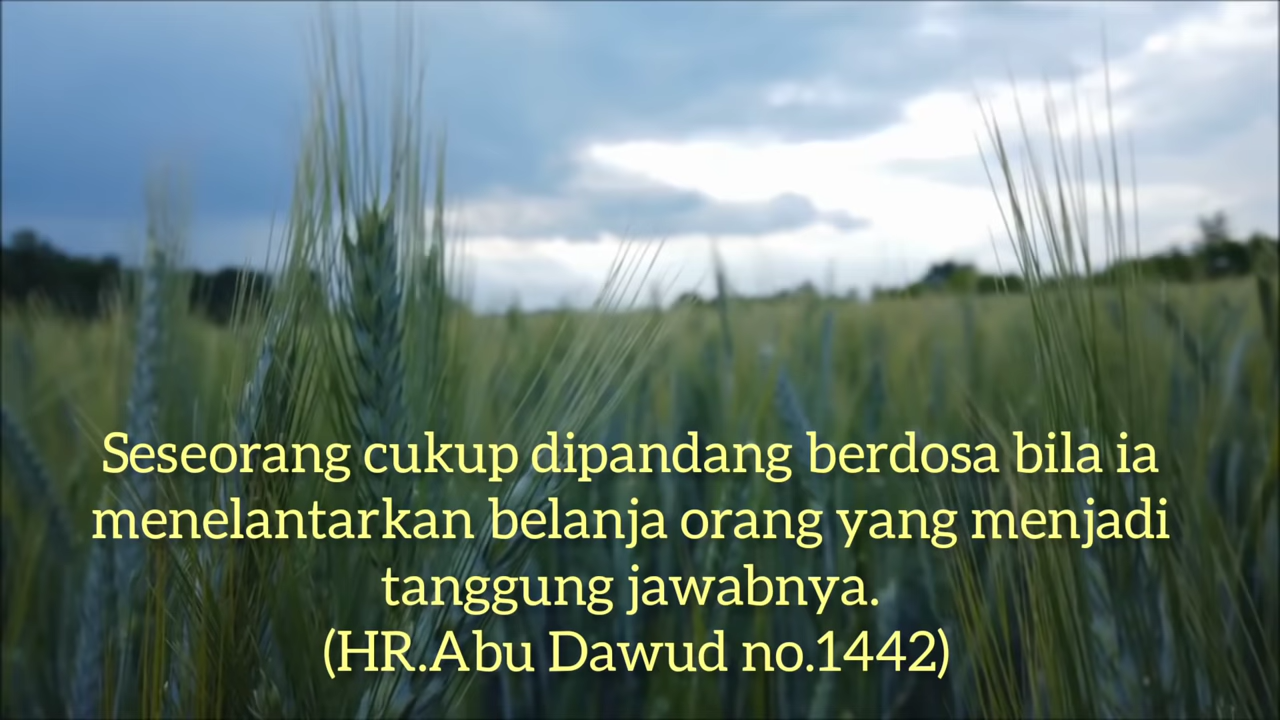 Seseorang cukup dipandang berdosa bila ia
menelantarkan belanja orang yang menjadi
tanggung jawabnya.
(HR.Abu Dawud no.1442)